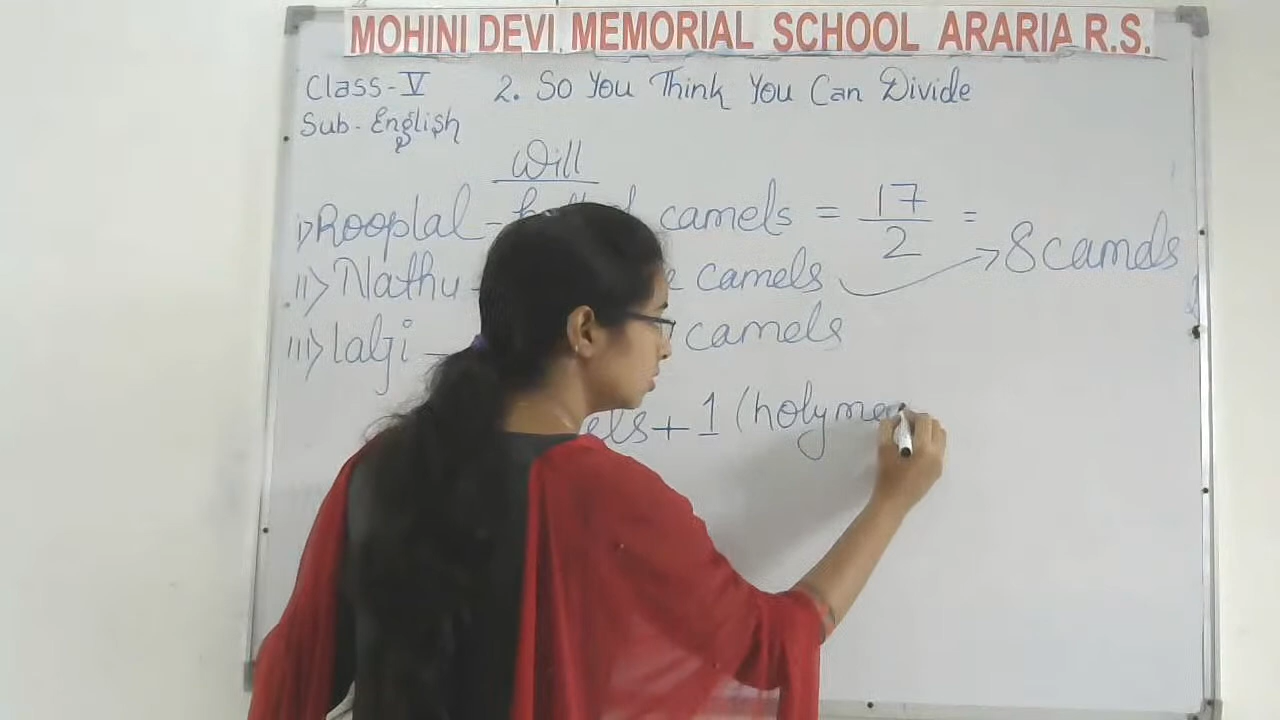 MOHINI DEVI MEMORIAL SCHOOL ARARIA R.S.
Class-V 2. So You Think You Can Divide
Sub- English
Will
i) Rooplal - camels = 17/2 =
ii) Nathu - camels → 8 camels
iii) lalji - camels
+ 1 (holyme